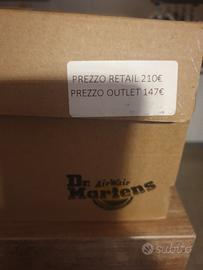 PREZZO RETAIL 210€
PREZZO OUTLET 147€
Dr. AirWair
Martens
subito